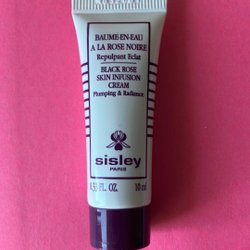 BAUME-EN-EAU
A LA ROSE NOIRE
Repulpant Eclat
BLACK ROSE
SKIN INFUSION
CREAM
Plumping & Radiance
sisley
PARIS
0.33 FL. OZ. 10 ml